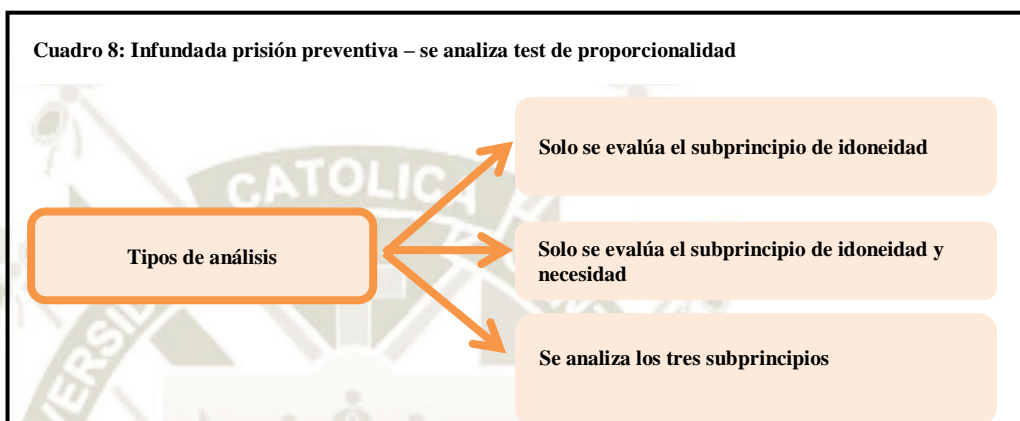 Cuadro 8: Infundada prisión preventiva – se analiza test de proporcionalidad
Solo se evalúa el subprincipio de idoneidad
CATOLICA
Tipos de análisis
Solo se evalúa el subprincipio de idoneidad y
necesidad
Se analiza los tres subprincipios